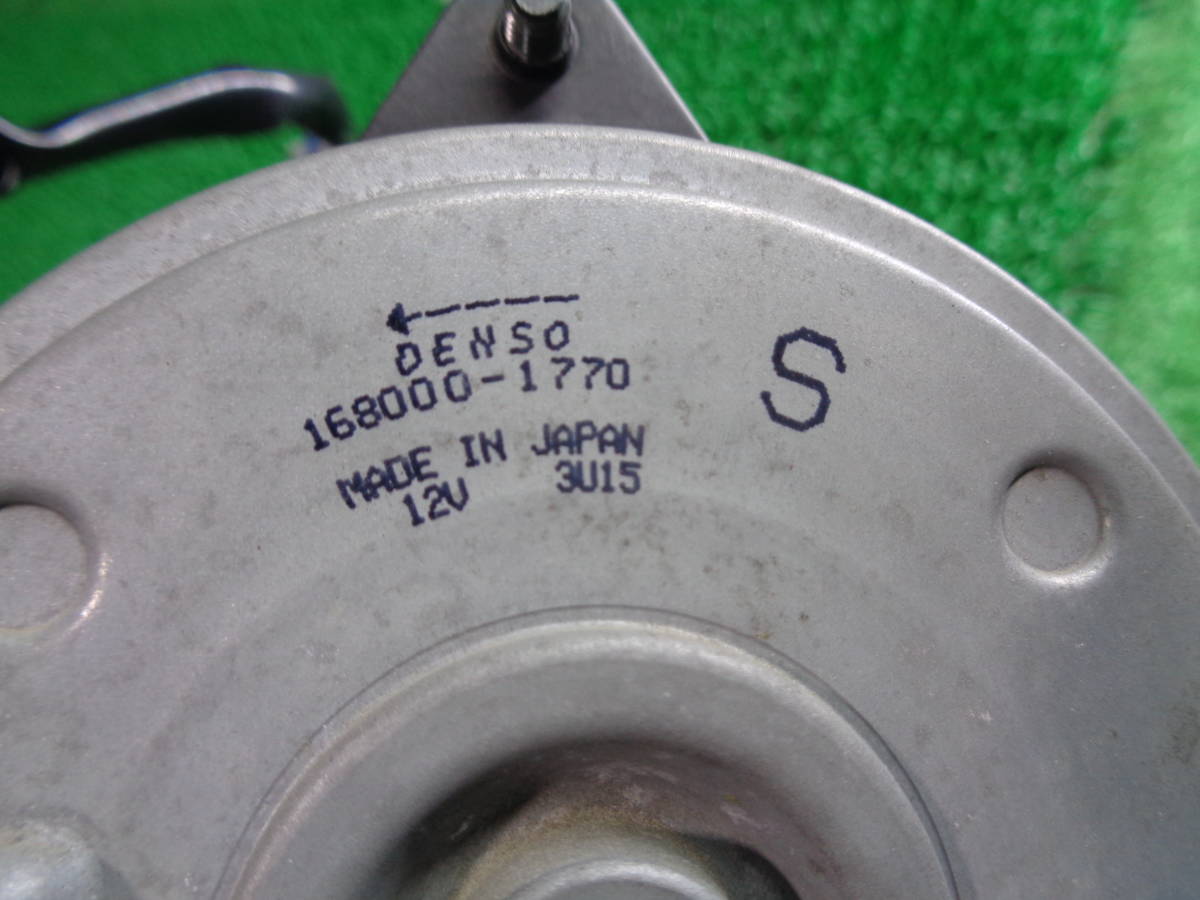 DENSO
168000-1770
MADE IN JAPAN
12V 3U15
S